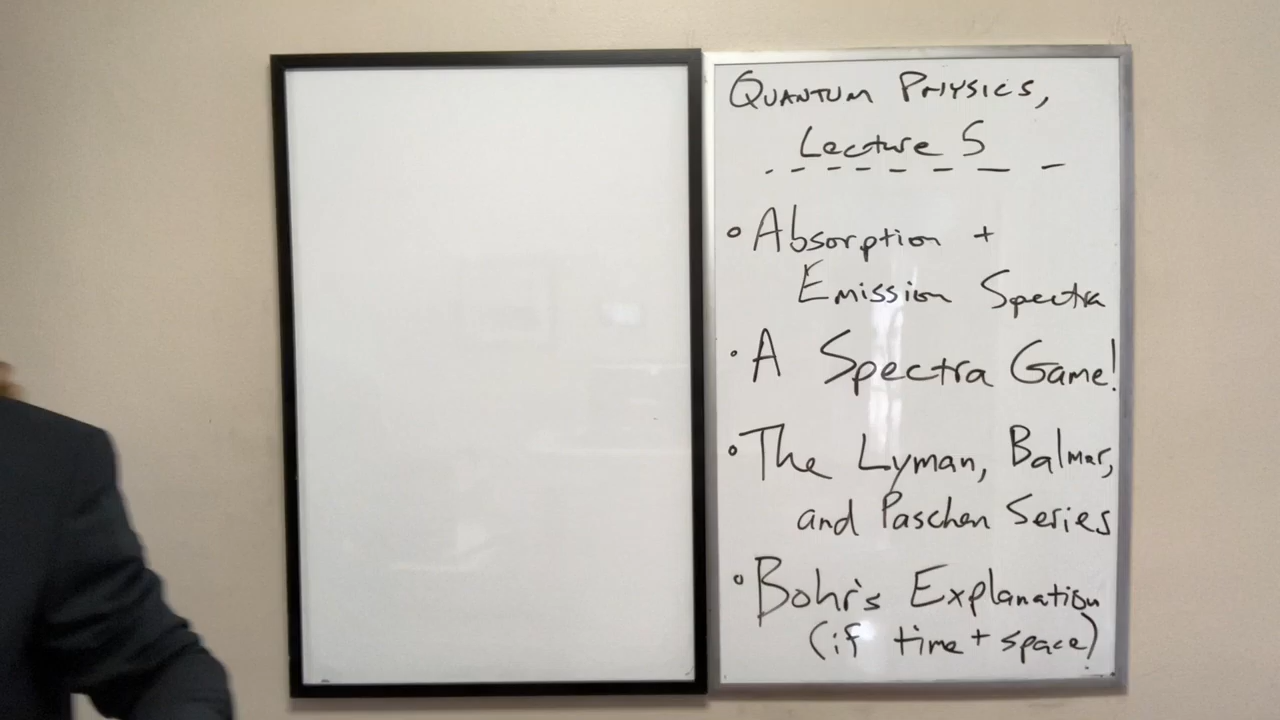 QUANTUM PHYSICS,
Lecture 5
• Absorption +
Emission Spectra
• A Spectra Game!
• The Lyman, Balmer,
and Paschen Series
• Bohr's Explanation
(if time + space)